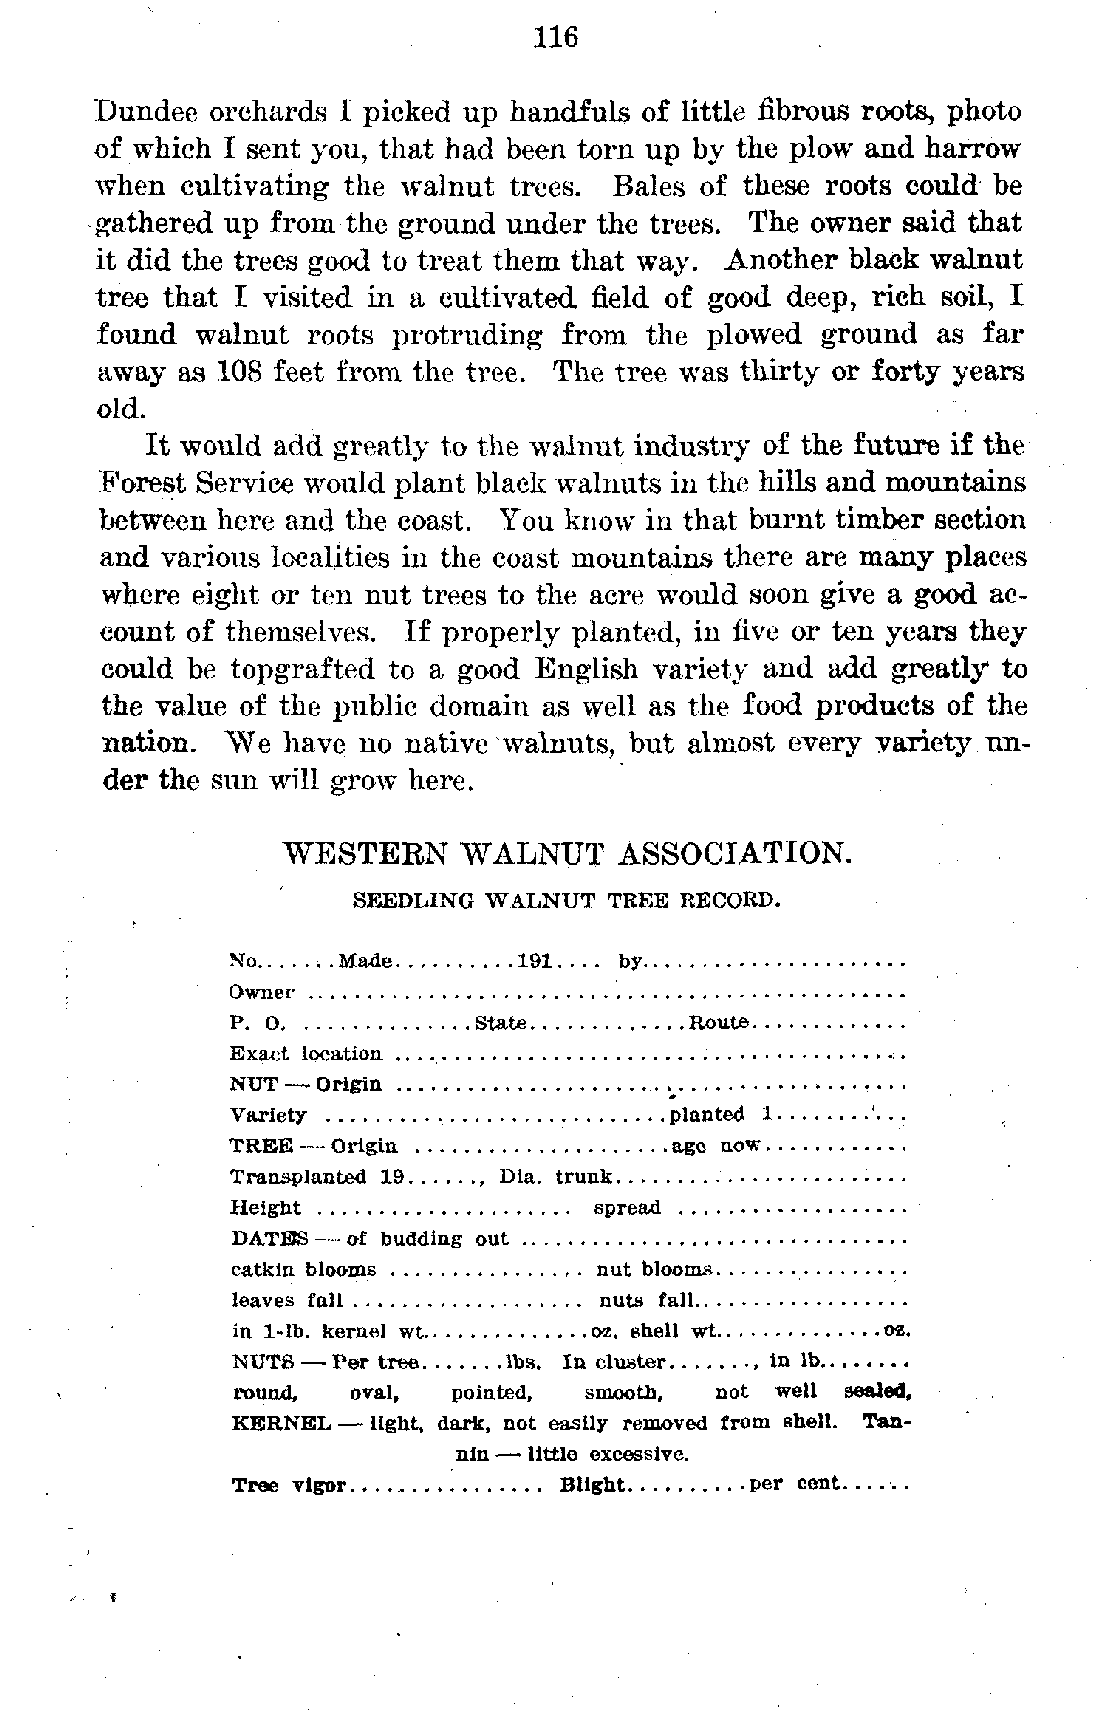 116
Dundee orchards I picked up handfuls of little fibrous roots, photo
of which I sent you, that had been torn up by the plow and harrow
when cultivating the walnut trees. Bales of these roots could be
gathered up from the ground under the trees. The owner said that
it did the trees good to treat them that way. Another black walnut
tree that I visited in a cultivated field of good deep, rich soil, I
found walnut roots protruding from the plowed ground as far
away as 108 feet from the tree. The tree was thirty or forty years
old.
It would add greatly to the walnut industry of the future if the
Forest Service would plant black walnuts in the hills and mountains
between here and the coast. You know in that burnt timber section
and various localities in the coast mountains there are many places
where eight or ten nut trees to the acre would soon give a good ac-
count of themselves. If properly planted, in five or ten years they
could be topgrafted to a good English variety and add greatly to
the value of the public domain as well as the food products of the
nation. We have no native walnuts, but almost every variety un-
der the sun will grow here.
WESTERN WALNUT ASSOCIATION.
SEEDLING WALNUT TREE RECORD.
No.......Made..........191.... by......................
Owner .................................................
P. O. ..............State.............Route.............
Exact location ..........................................
NUT — Origin ..........................................
Variety ............................planted 1...........
TREE — Origin .....................age now............
Transplanted 19......, Dia. trunk........................
Height ..................... spread ...................
DATES — of budding out ................................
catkin blooms ................ nut blooms................
leaves fall ................... nuts fall..................
in 1-lb. kernel wt..............oz. shell wt..............oz.
NUTS — Per tree.......lbs. In cluster......., in lb........
round, oval, pointed, smooth, not well sealed,
KERNEL — light, dark, not easily removed from shell. Tan-
nin — little excessive.
Tree vigor................ Blight..........per cent......